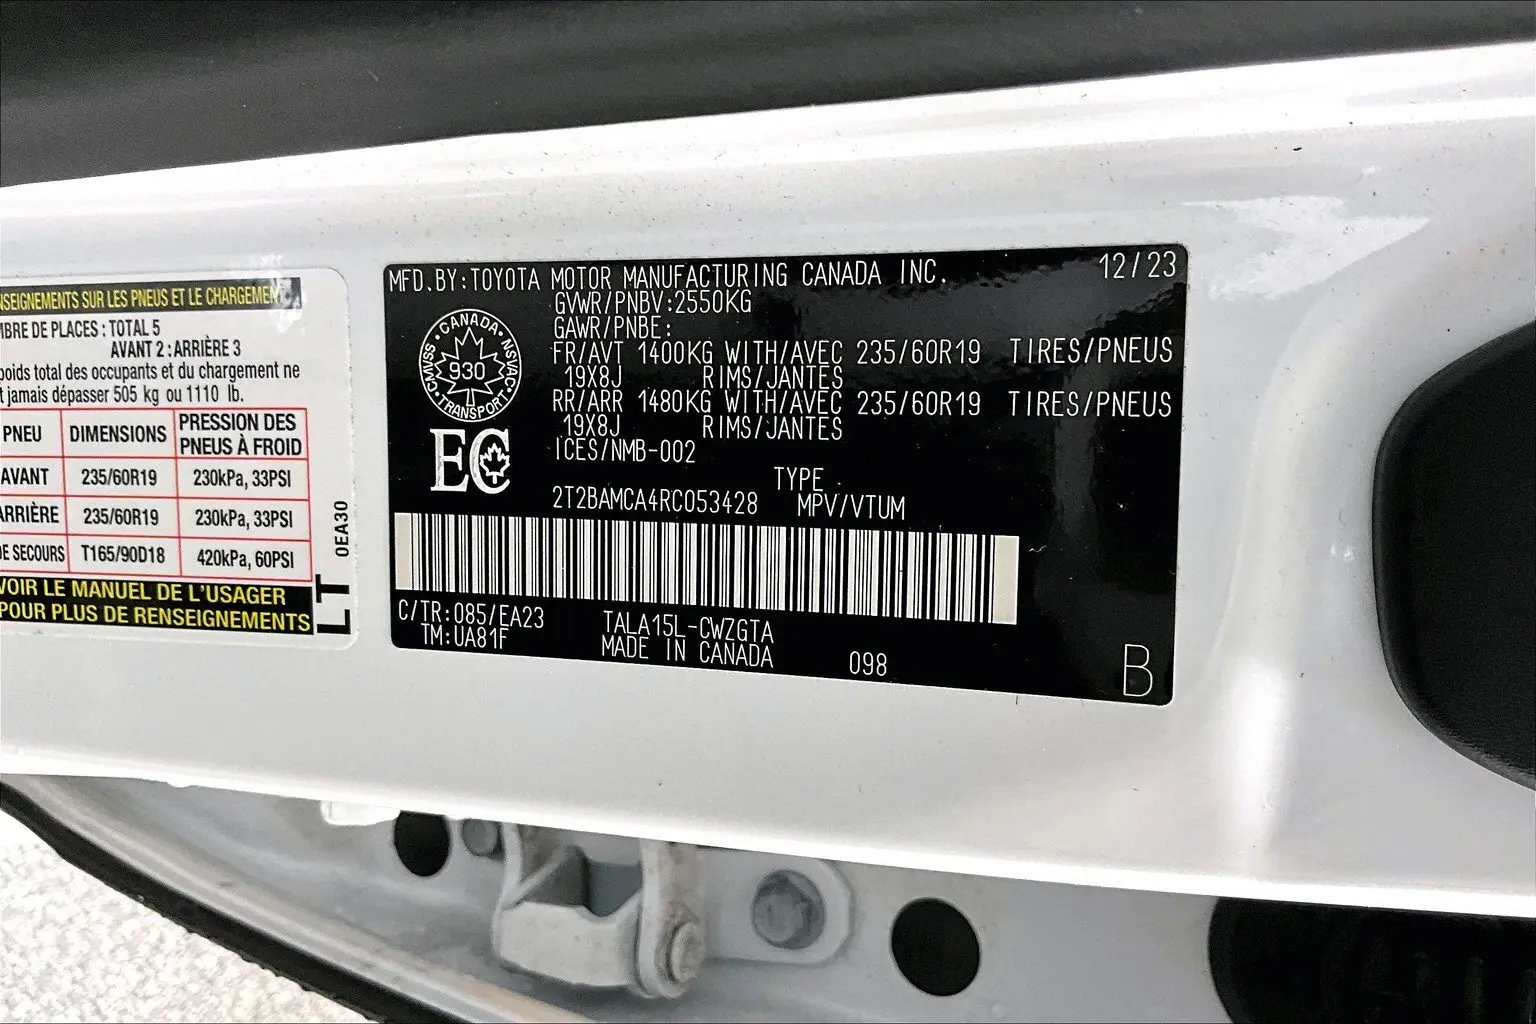 NSEIGNEMENTS SUR LES PNEUS ET LE CHARGEMENT
MBRE DE PLACES : TOTAL 5
AVANT 2 : ARRIÈRE 3
poids total des occupants et du chargement ne
t jamais dépasser 505 kg ou 1110 lb.
PNEU DIMENSIONS PRESSION DES PNEUS À FROID
AVANT 235/60R19 230kPa, 33PSI
ARRIÈRE 235/60R19 230kPa, 33PSI
DE SECOURS T165/90D18 420kPa, 60PSI
VOIR LE MANUEL DE L'USAGER
POUR PLUS DE RENSEIGNEMENTS
0EA30
LT
MFD.BY:TOYOTA MOTOR MANUFACTURING CANADA INC. 12/23
GVWR/PNBV:2550KG
GAWR/PNBE:
FR/AVT 1400KG WITH/AVEC 235/60R19 TIRES/PNEUS
19X8J RIMS/JANTES
RR/ARR 1480KG WITH/AVEC 235/60R19 TIRES/PNEUS
19X8J RIMS/JANTES
ICES/NMB-002
CANADA
CMVSS 930 NSVAC
TRANSPORT
EC
TYPE
2T2BAMCA4RC053428 MPV/VTUM
C/TR:085/EA23 TALA15L-CWZGTA
TM:UA81F MADE IN CANADA 098
B